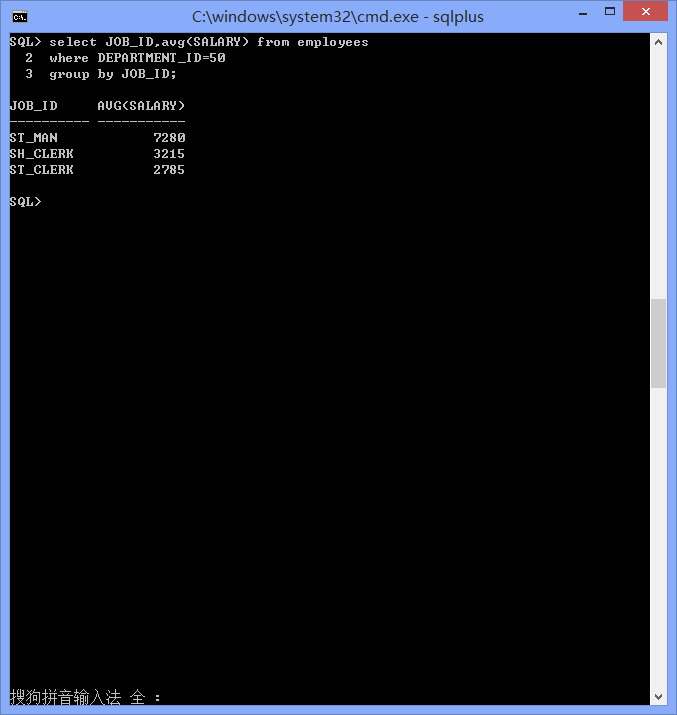 C:\windows\system32\cmd.exe - sqlplus
SQL> select JOB_ID,avg(SALARY) from employees
2 where DEPARTMENT_ID=50
3 group by JOB_ID;
JOB_ID AVG(SALARY)
---------- -----------
ST_MAN 7280
SH_CLERK 3215
ST_CLERK 2785
SQL>
搜狗拼音输入法 全 :